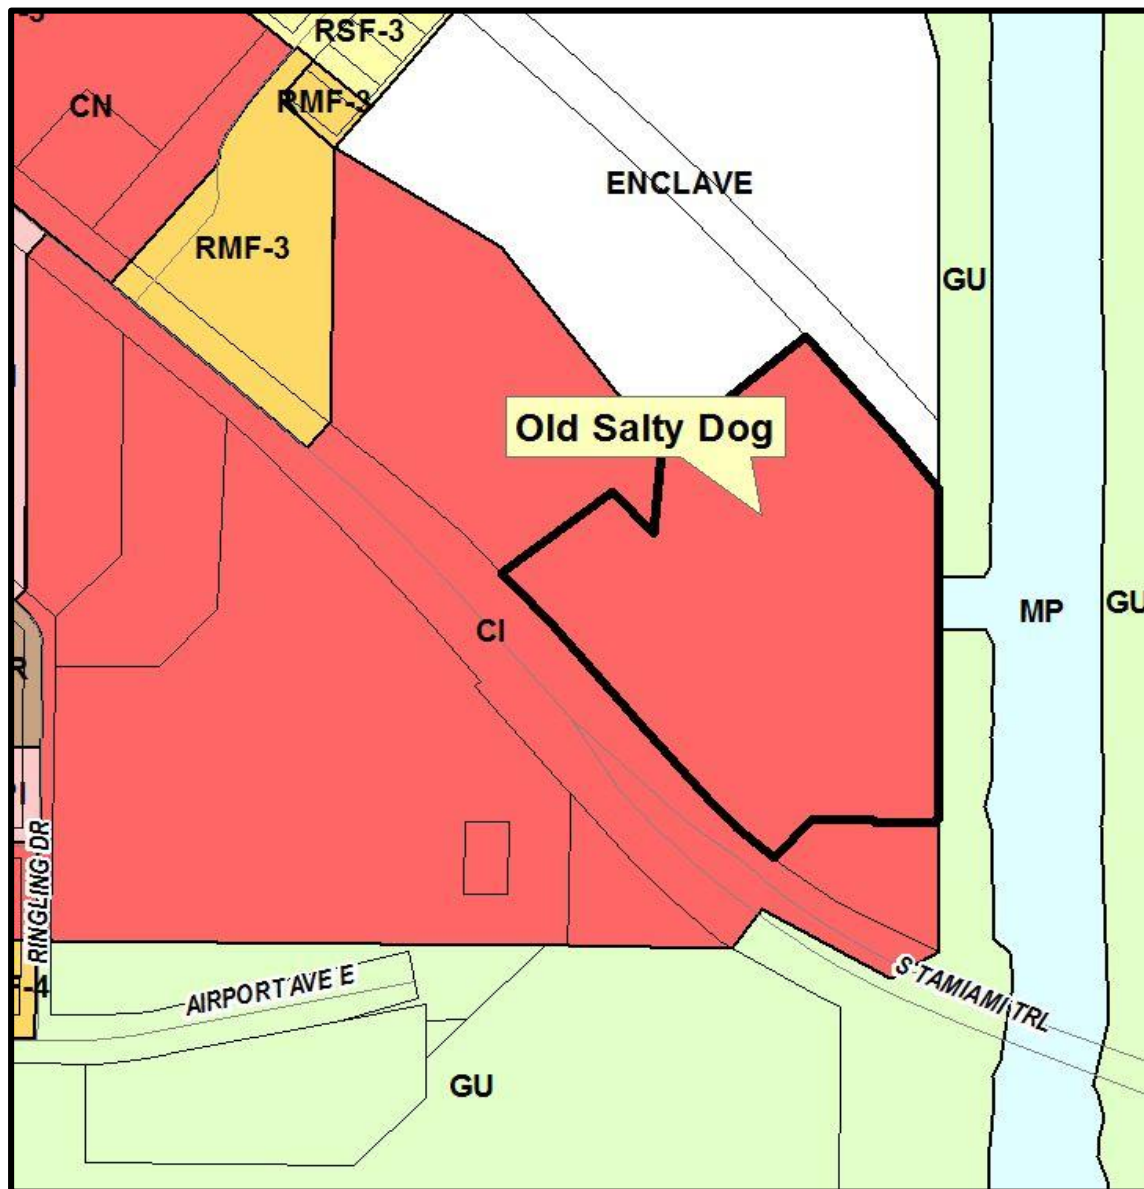 RSF-3
CN
RMF-3
ENCLAVE
RMF-3
GU
Old Salty Dog
MP
GU
CI
RINGLING DR
AIRPORT AVE E
S TAMIAMI TRL
GU